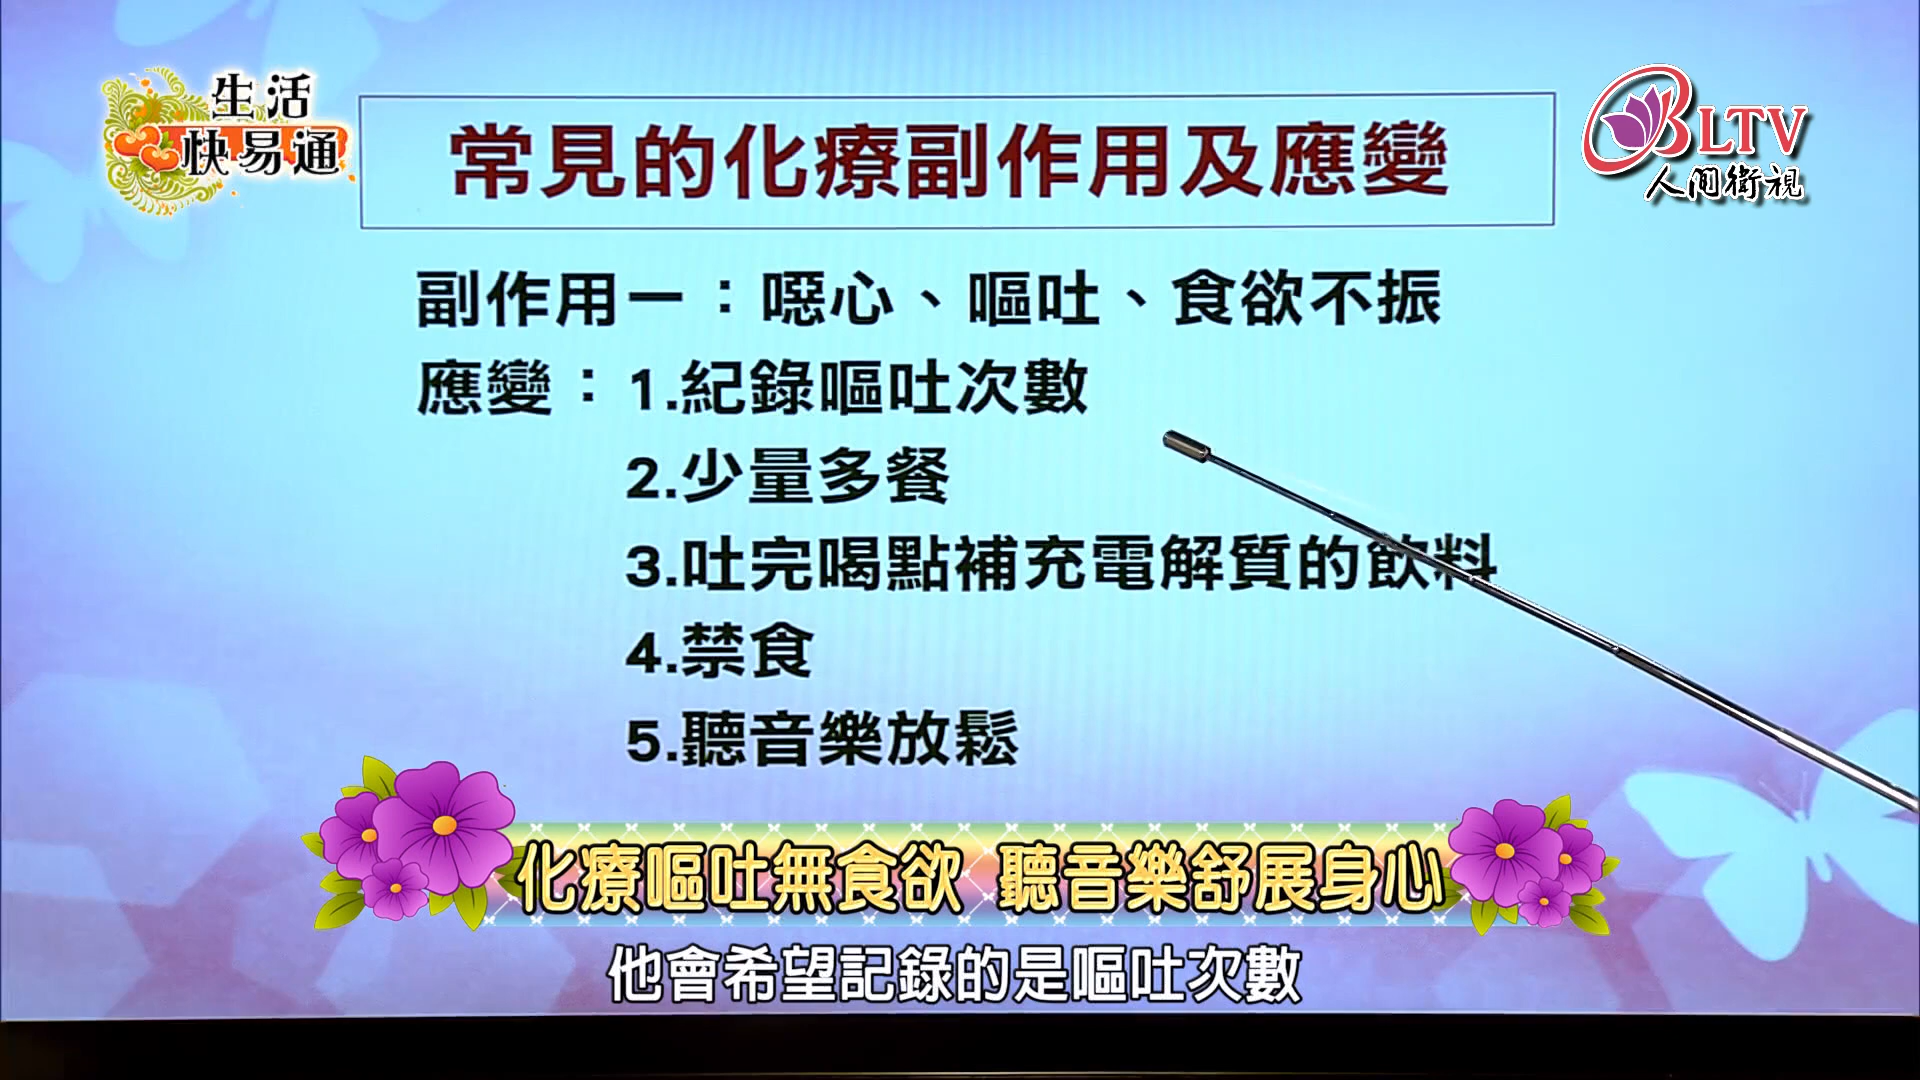 生活
快易通
BLTV
人間衛視
常見的化療副作用及應變
副作用一：噁心、嘔吐、食欲不振
應變：1.紀錄嘔吐次數
2.少量多餐
3.吐完喝點補充電解質的飲料
4.禁食
5.聽音樂放鬆
化療嘔吐無食欲 聽音樂舒展身心
他會希望記錄的是嘔吐次數